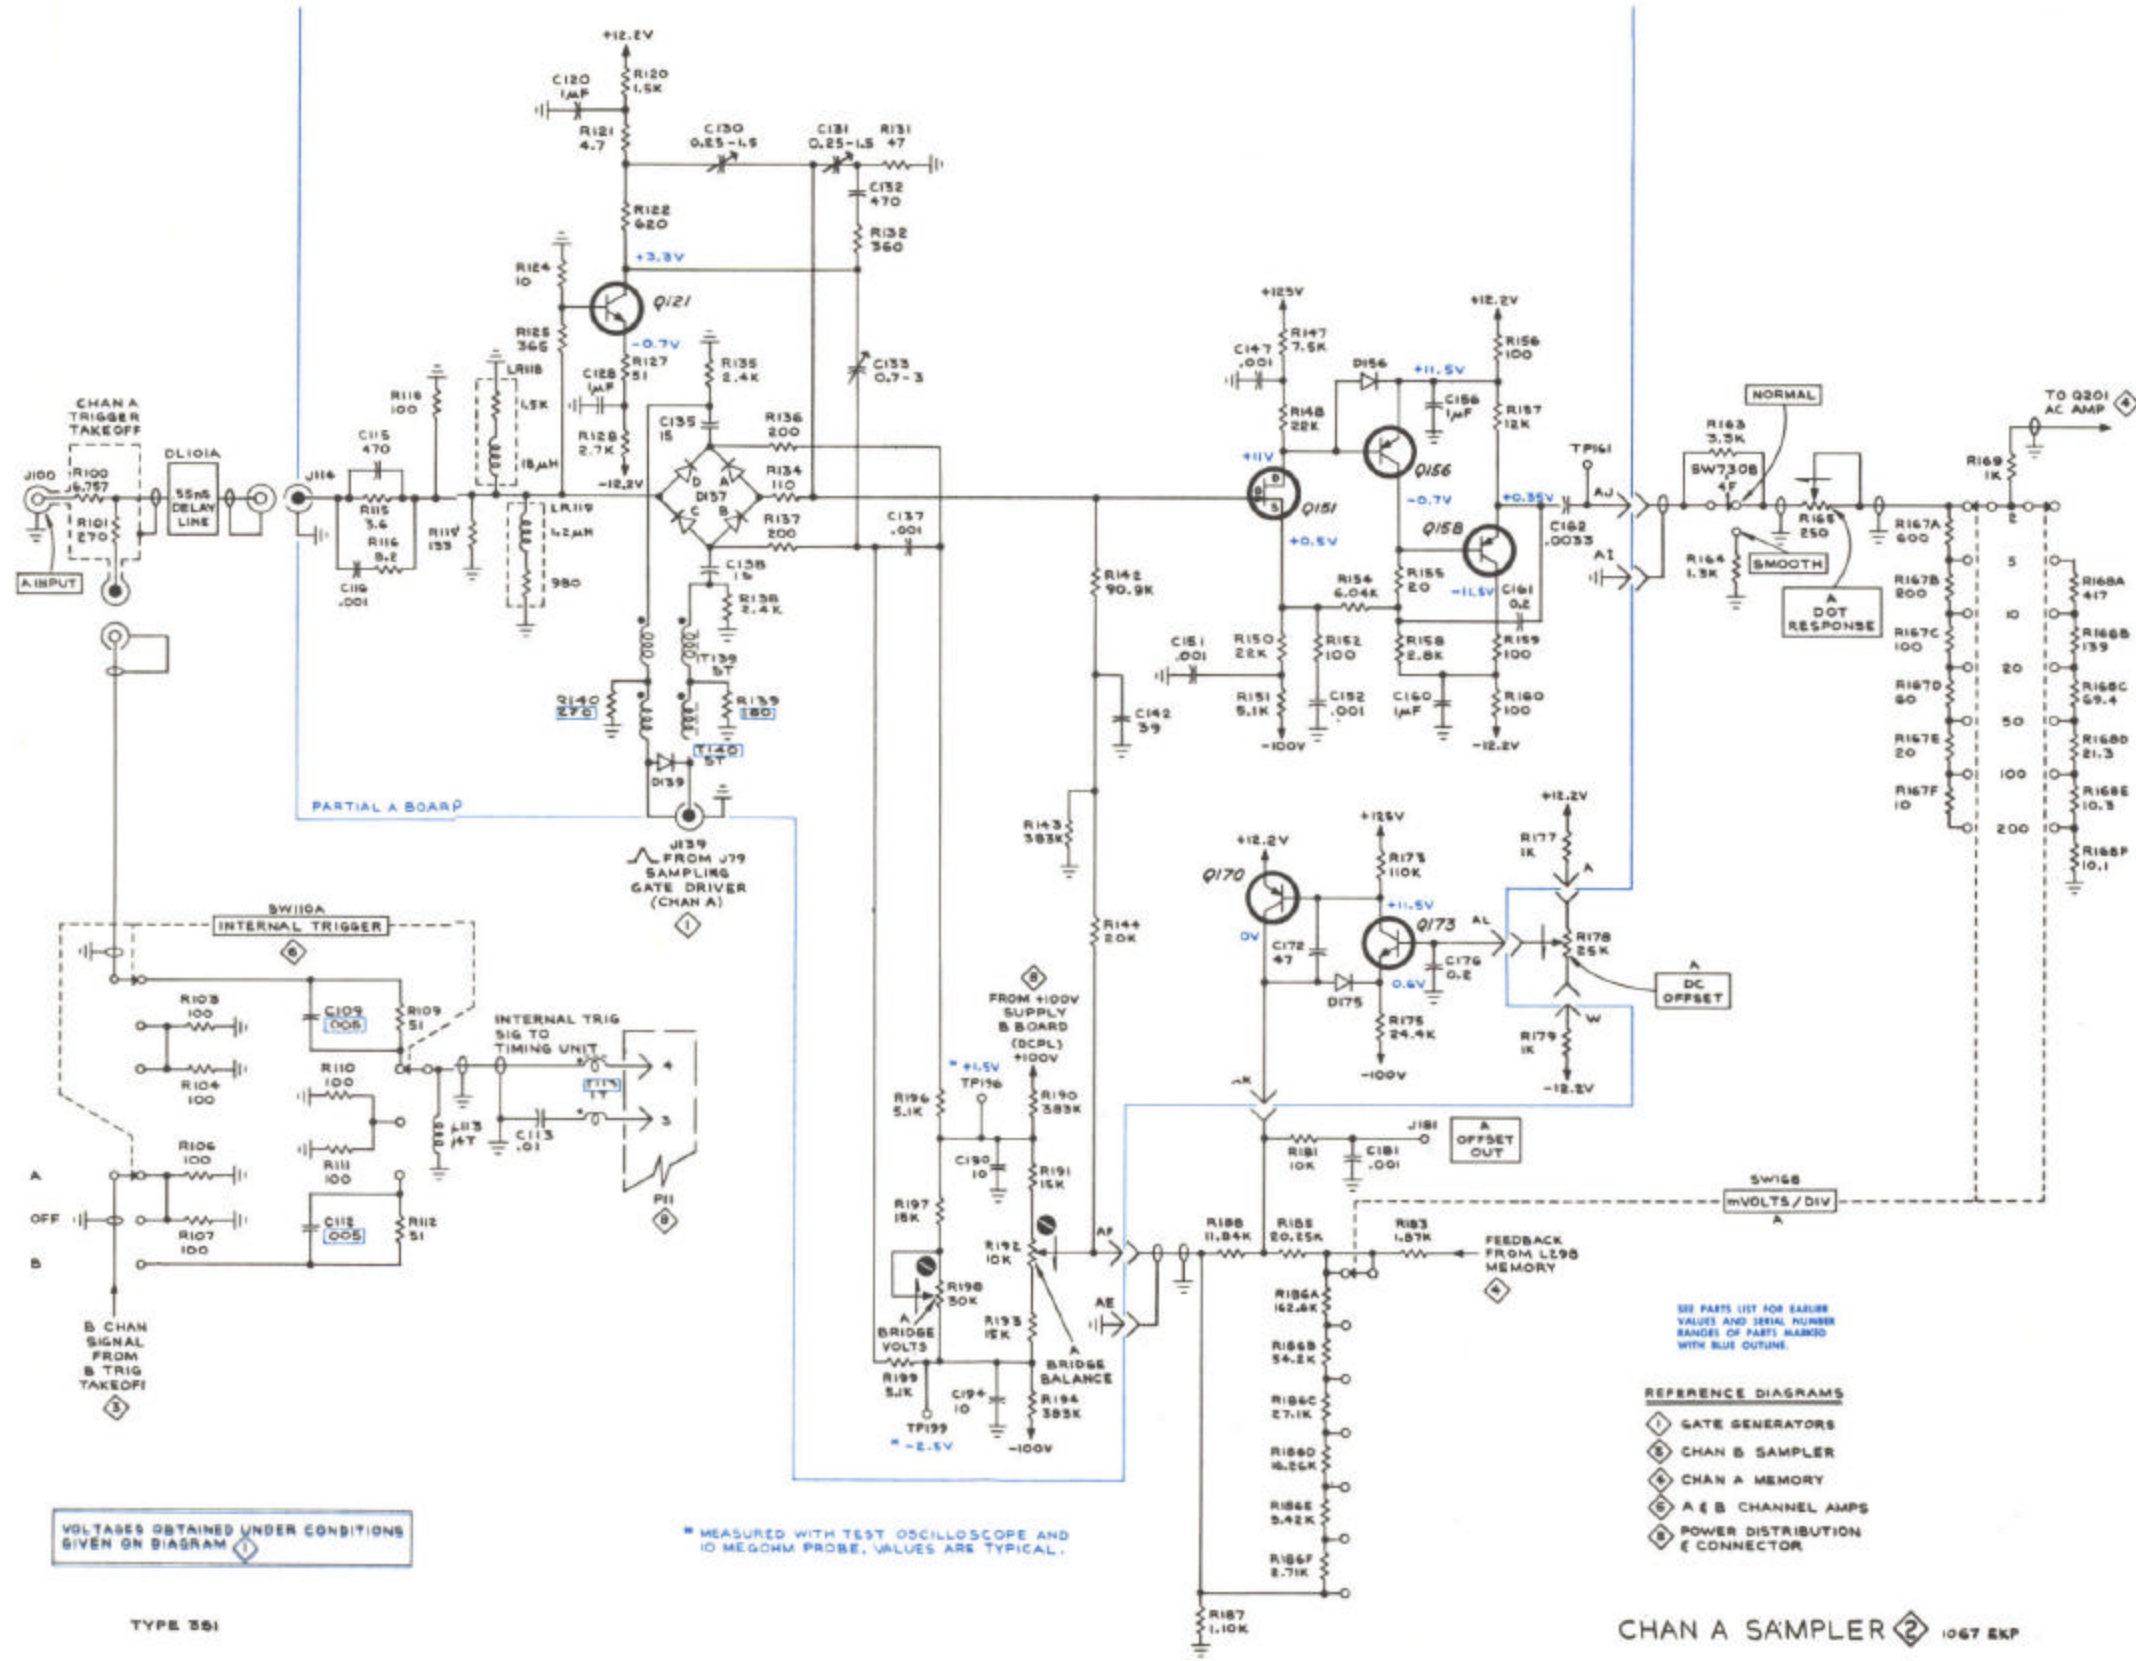 +12.2V
C120
1µF
R120
1.5K
R121
4.7
C130
0.25-1.5
C131
0.25-1.5
R131
47
C132
470
R122
620
R132
360
+3.3V
R124
10
Q121
R125
365
-0.7V
R127
51
C128
1µF
R128
2.7K
-12.2V
R135
2.4K
C133
0.7-3
C135
15
R136
200
R134
110
R137
200
D137
D
A
C
B
C137
.001
C138
15
R138
2.4K
CHAN A
TRIGGER
TAKEOFF
J100
R100
6.757
R101
270
A INPUT
DL101A
55nS
DELAY
LINE
J114
C115
470
R115
3.6
R116
8.2
C116
.001
R118
100
LR118
1.5K
18µH
LR119
1.2µH
980
T139
5T
R140
270
R139
180
T140
5T
D139
PARTIAL A BOARD
J139
FROM J79
SAMPLING
GATE DRIVER
(CHAN A)
1
+125V
R147
7.5K
C147
.001
R148
22K
+11V
D
G
S
Q151
+0.5V
D156
+11.5V
C156
1µF
Q156
-0.7V
+12.2V
R156
100
R157
12K
+0.35V
Q158
-11.5V
R154
6.04K
R155
20
C161
0.2
C151
.001
R150
22K
R152
100
R158
2.8K
R159
100
R151
5.1K
C152
.001
C160
1µF
R160
100
-100V
-12.2V
C162
.0033
TP161
AJ
AI
R163
3.3K
SW730B
4F
NORMAL
R164
1.3K
SMOOTH
R165
250
A
DOT
RESPONSE
TO Q201
AC AMP
4
R169
1K
R167A
600
R167B
200
R167C
100
R167D
60
R167E
20
R167F
10
2
5
10
20
50
100
200
R168A
417
R168B
139
R168C
69.4
R168D
21.3
R168E
10.3
R168F
10.1
R142
90.9K
C142
39
R143
383K
R144
20K
+12.2V
Q170
0V
C172
47
+125V
R173
110K
+11.5V
Q173
AL
C176
0.2
D175
0.6V
R175
24.4K
-100V
+12.2V
R177
1K
A
R178
25K
W
R179
1K
-12.2V
A
DC
OFFSET
SW110A
INTERNAL TRIGGER
6
R103
100
R104
100
C109
.005
R109
51
R110
100
R111
100
R106
100
R107
100
C112
.005
R112
51
L113
4T
C113
.01
INTERNAL TRIG
SIG TO
TIMING UNIT
1T
4
3
P11
8
A
OFF
B
B CHAN
SIGNAL
FROM
B TRIG
TAKEOFF
3
8
FROM +100V
SUPPLY
B BOARD
(DCPL)
+100V
* +1.5V
TP196
R196
5.1K
R190
383K
C190
10
R191
15K
R197
15K
R192
10K
R198
50K
A
BRIDGE
VOLTS
R193
15K
A
BRIDGE
BALANCE
R199
5.1K
C194
10
R194
383K
TP199
* -2.5V
-100V
AF
AE
AK
R181
10K
C181
.001
J181
A
OFFSET
OUT
SW168
mVOLTS/DIV
A
R188
11.84K
R185
20.25K
R183
1.87K
FEEDBACK
FROM L298
MEMORY
4
R186A
162.6K
R186B
54.2K
R186C
27.1K
R186D
16.26K
R186E
5.42K
R186F
2.71K
R187
1.10K
SEE PARTS LIST FOR EARLIER
VALUES AND SERIAL NUMBER
RANGES OF PARTS MARKED
WITH BLUE OUTLINE.
REFERENCE DIAGRAMS
1 GATE GENERATORS
3 CHAN B SAMPLER
4 CHAN A MEMORY
6 A & B CHANNEL AMPS
8 POWER DISTRIBUTION
& CONNECTOR
VOLTAGES OBTAINED UNDER CONDITIONS
GIVEN ON DIAGRAM 1
* MEASURED WITH TEST OSCILLOSCOPE AND
10 MEGOHM PROBE. VALUES ARE TYPICAL.
TYPE 3S1
CHAN A SAMPLER 2 1067 EKP